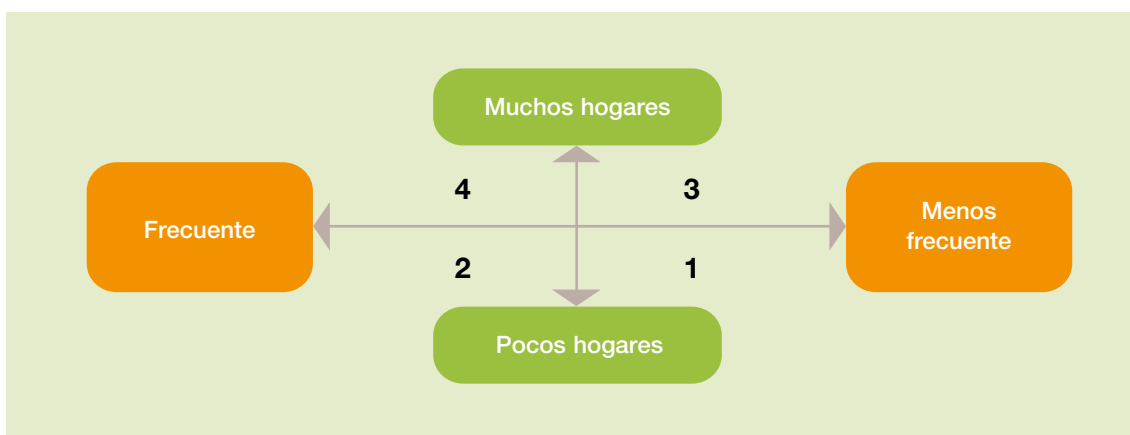 Muchos hogares
4
3
Frecuente
Menos
frecuente
2
1
Pocos hogares